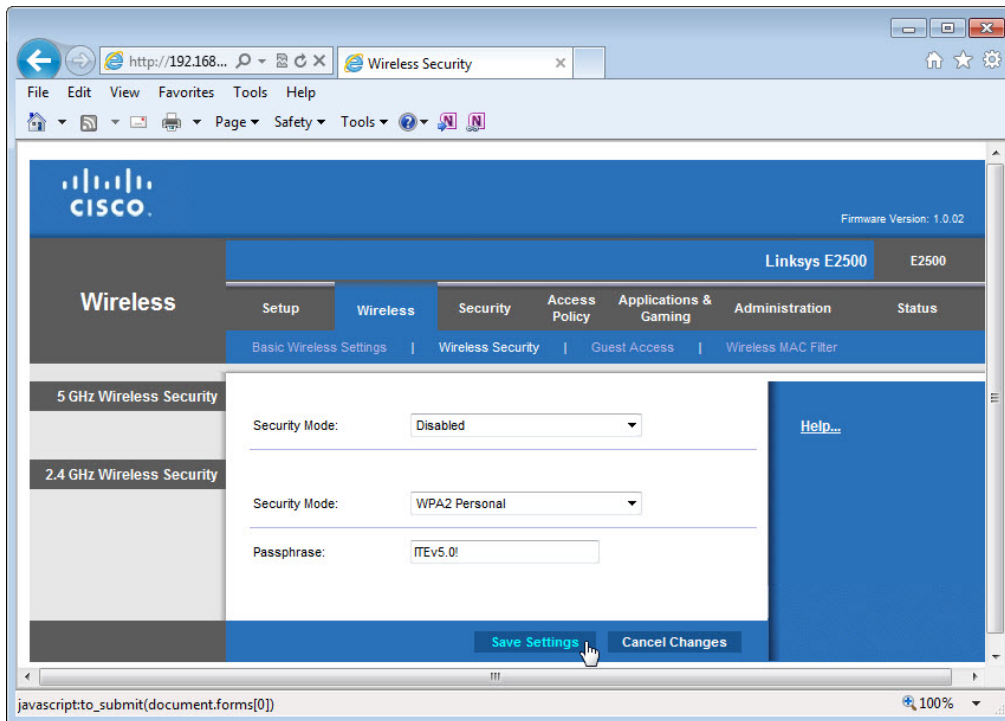 http://192.168... Wireless Security
File Edit View Favorites Tools Help
Page Safety Tools
CISCO.
Firmware Version: 1.0.02
Linksys E2500 E2500
Wireless Setup Wireless Security Access Policy Applications & Gaming Administration Status
Basic Wireless Settings | Wireless Security | Guest Access | Wireless MAC Filter
5 GHz Wireless Security
Security Mode: Disabled
Help...
2.4 GHz Wireless Security
Security Mode: WPA2 Personal
Passphrase: ITEv5.0!
Save Settings Cancel Changes
javascript:to_submit(document.forms[0]) 100%